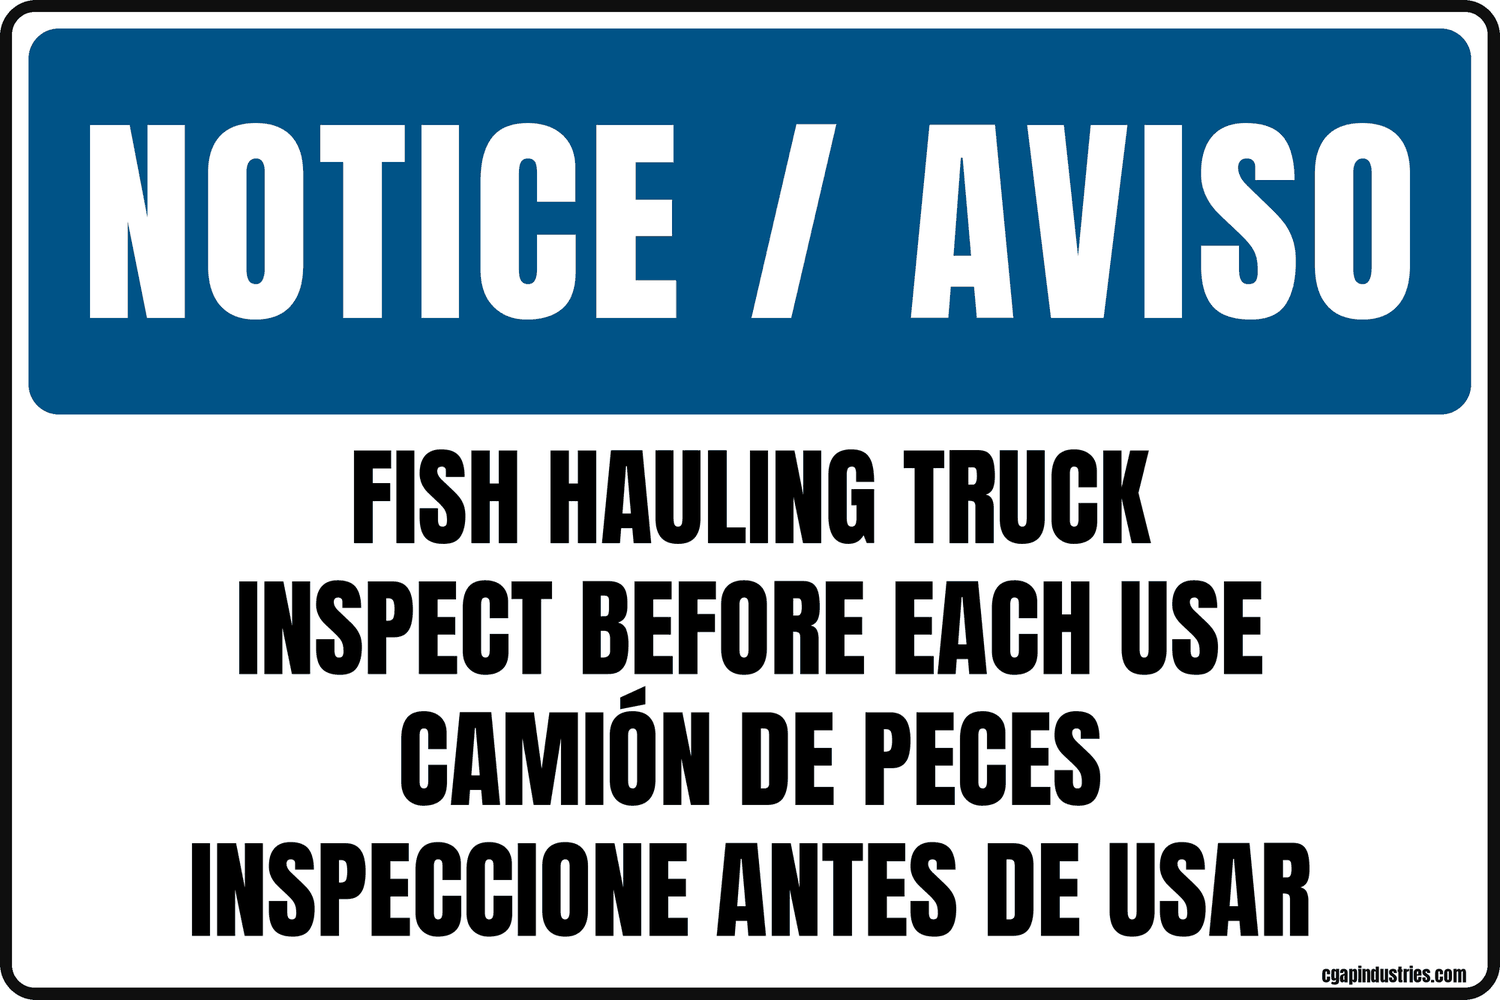 NOTICE / AVISO
FISH HAULING TRUCK
INSPECT BEFORE EACH USE
CAMIÓN DE PECES
INSPECCIONE ANTES DE USAR
cgapindustries.com